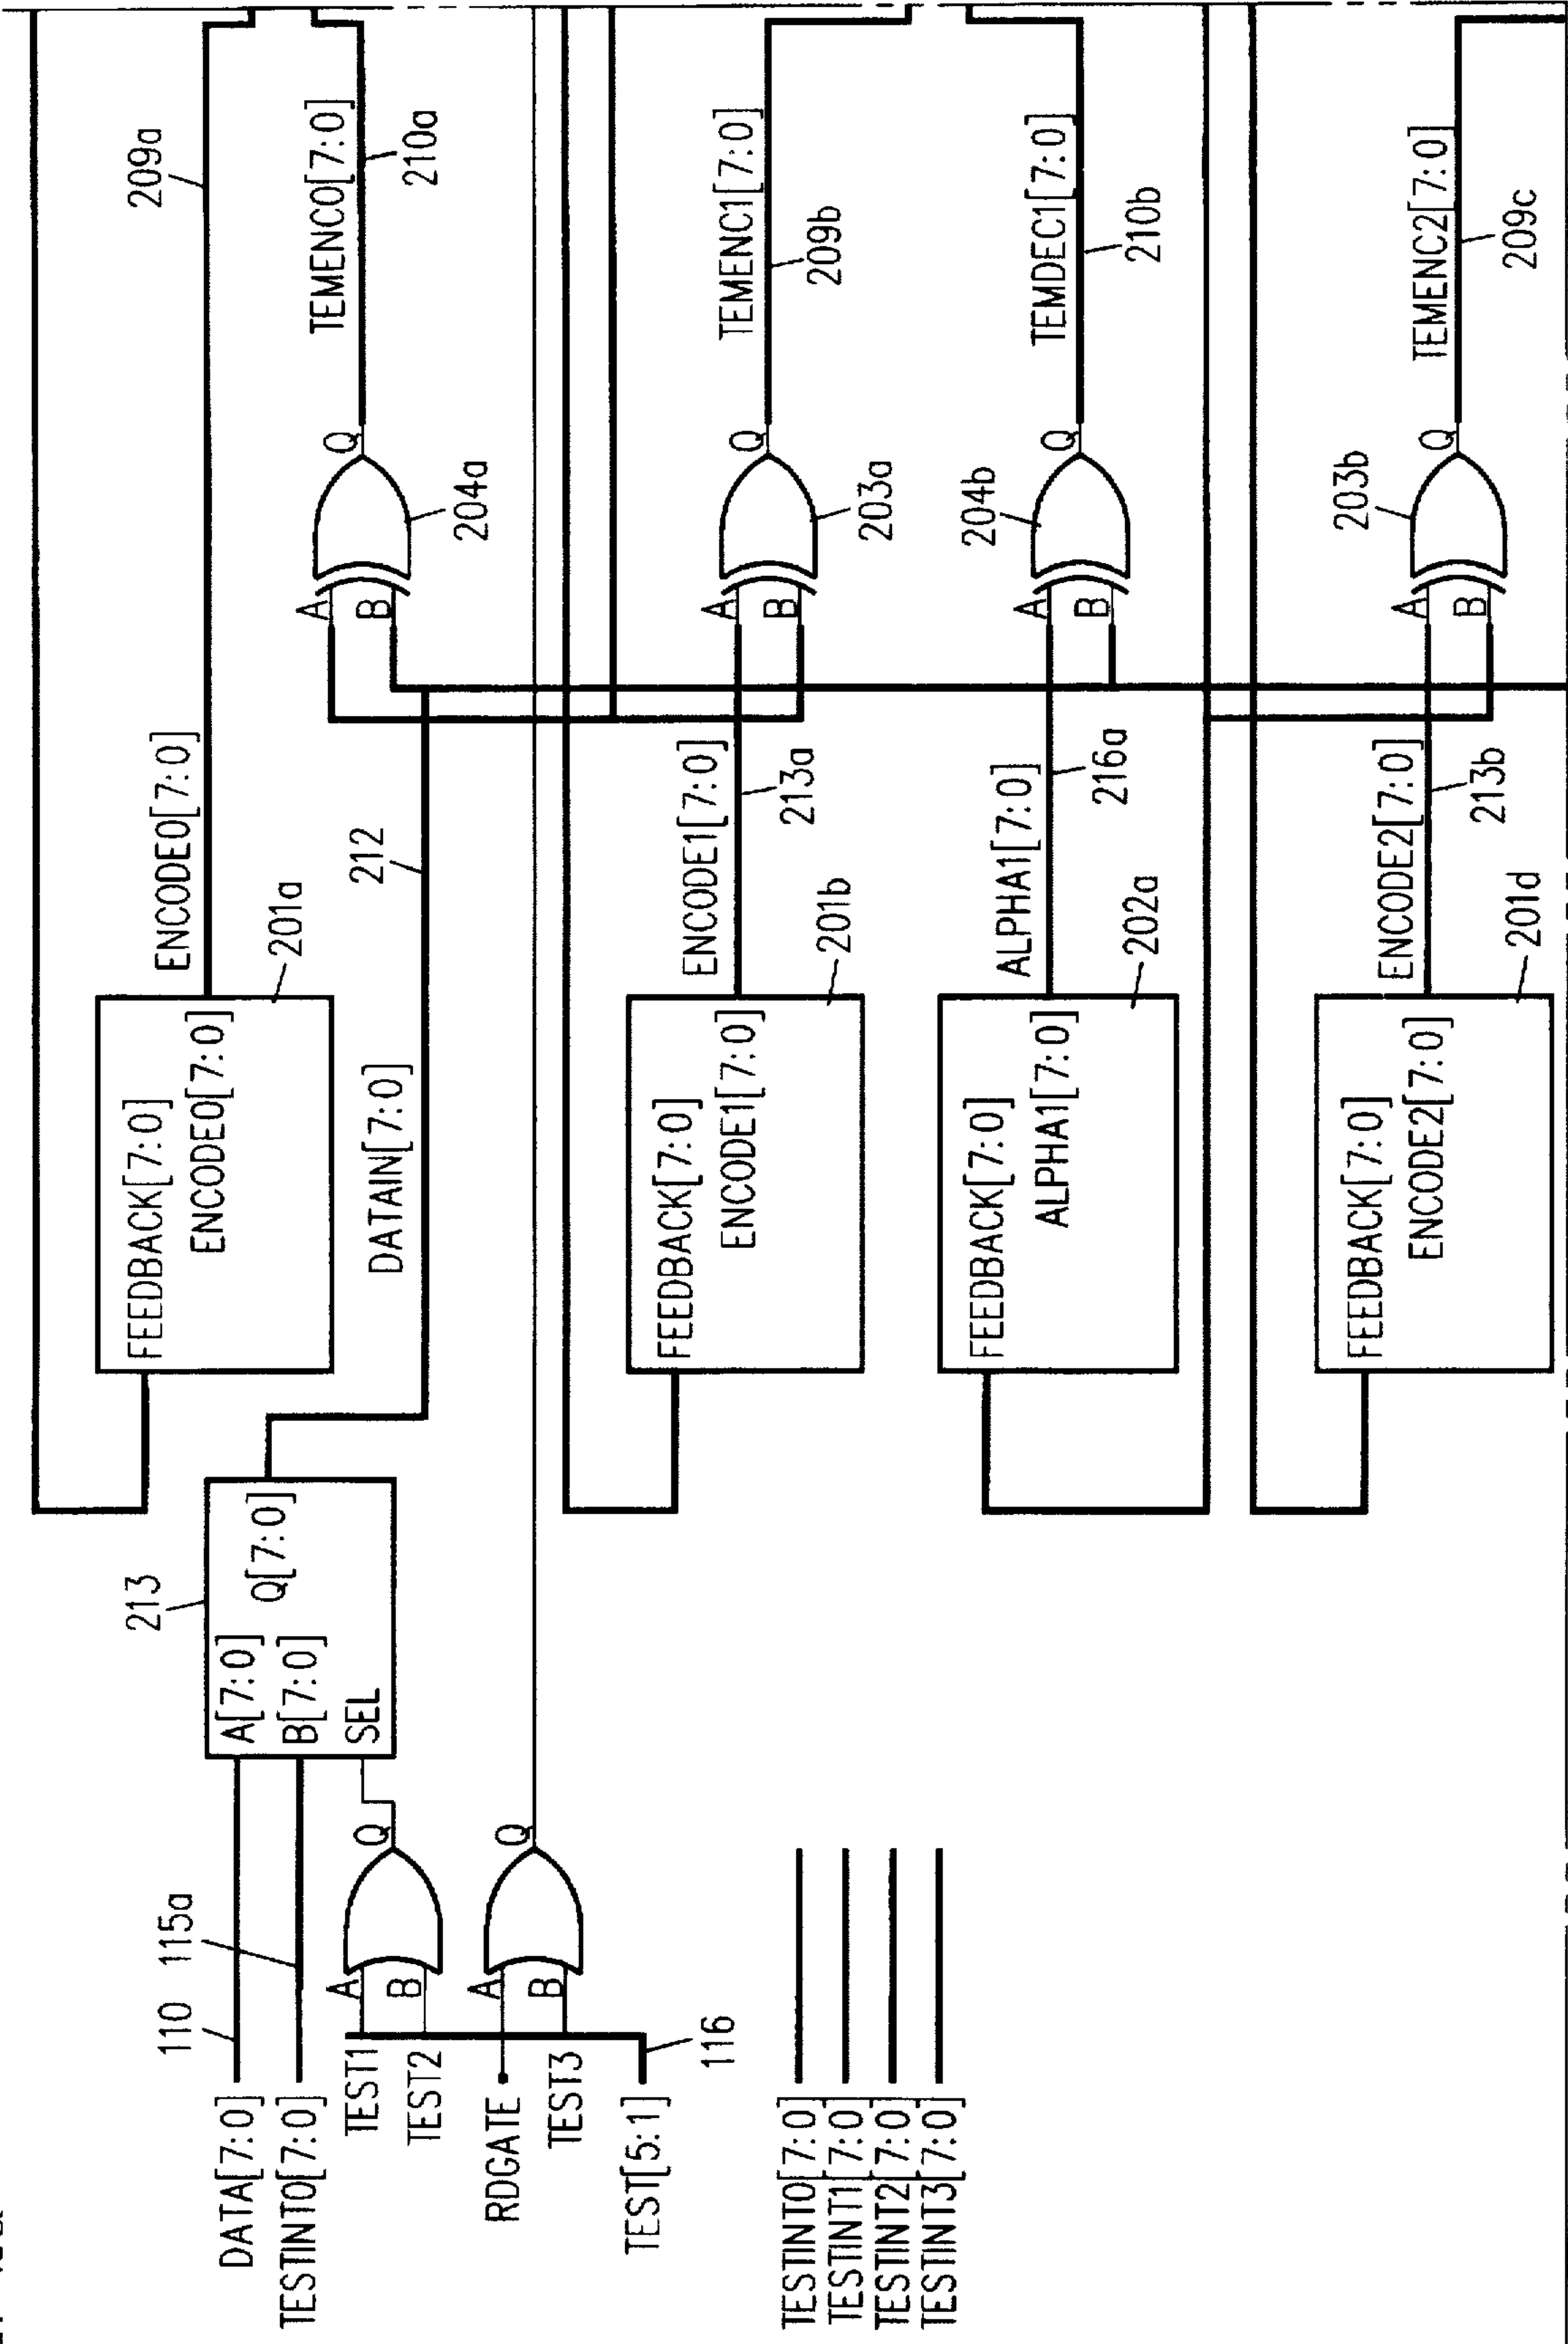 110
115a
DATA[7:0]
TESTINT0[7:0]
A[7:0]
B[7:0]
SEL
Q[7:0]
213
TEST1
TEST2
A
B
Q
RDGATE
TEST3
A
B
Q
TEST[5:1]
116
TESTINT0[7:0]
TESTINT1[7:0]
TESTINT2[7:0]
TESTINT3[7:0]
FEEDBACK[7:0]
ENCODE0[7:0]
201a
ENCODE0[7:0]
209a
DATAIN[7:0]
212
A
B
Q
204a
TEMENC0[7:0]
210a
FEEDBACK[7:0]
ENCODE1[7:0]
201b
ENCODE1[7:0]
213a
A
B
Q
203a
TEMENC1[7:0]
209b
FEEDBACK[7:0]
ALPHA1[7:0]
202a
ALPHA1[7:0]
216a
A
B
Q
204b
TEMDEC1[7:0]
210b
FEEDBACK[7:0]
ENCODE2[7:0]
201d
ENCODE2[7:0]
213b
A
B
Q
203b
TEMENC2[7:0]
209c